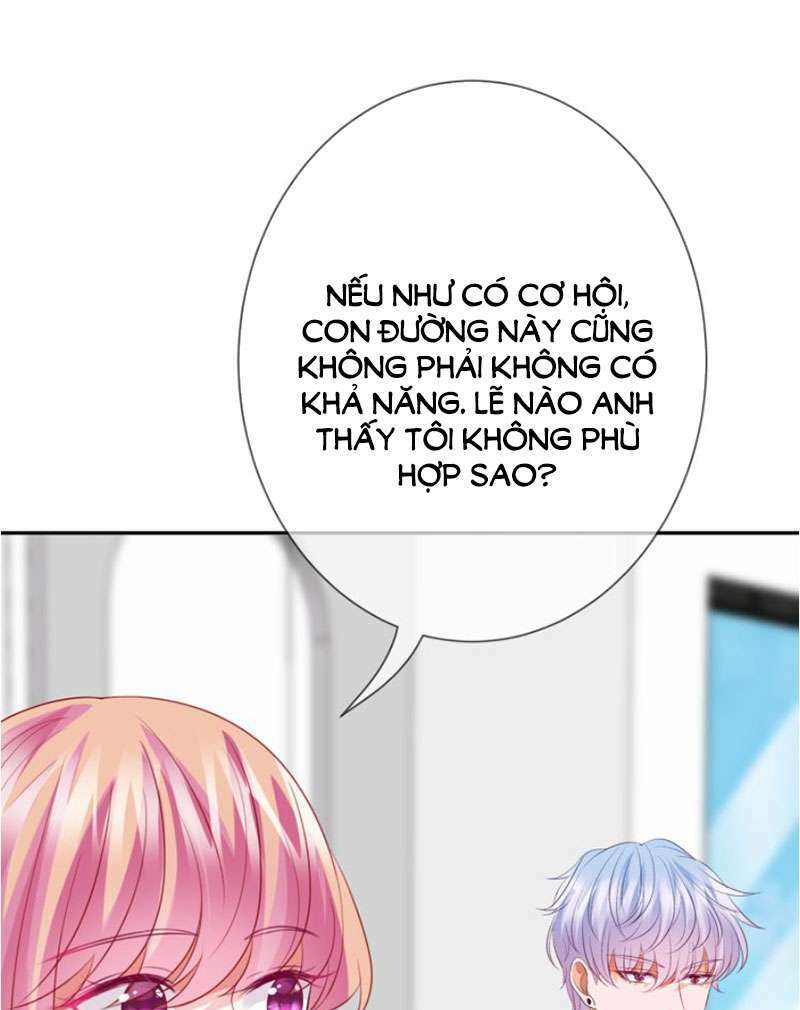 NẾU NHƯ CÓ CƠ HỘI,
CON ĐƯỜNG NÀY CŨNG
KHÔNG PHẢI KHÔNG CÓ
KHẢ NĂNG. LẼ NÀO ANH
THẤY TÔI KHÔNG PHÙ
HỢP SAO?